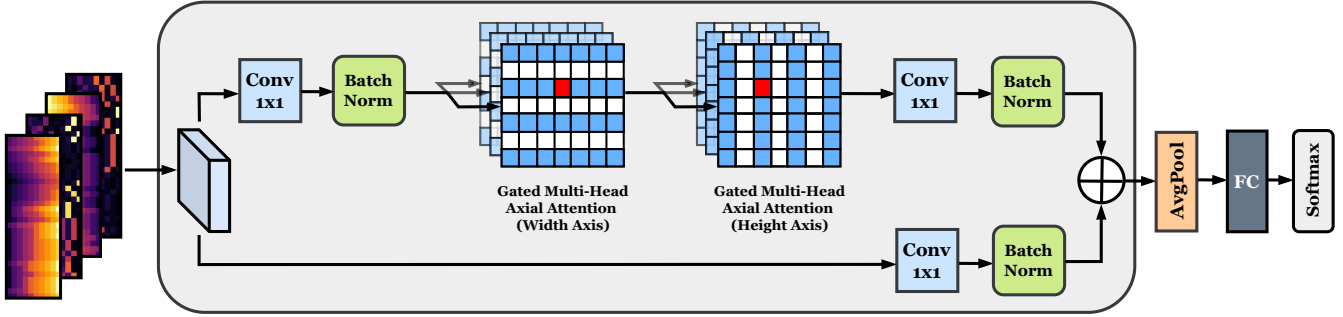 Conv
1x1
Batch
Norm
Gated Multi-Head
Axial Attention
(Width Axis)
Gated Multi-Head
Axial Attention
(Height Axis)
Conv
1x1
Batch
Norm
Conv
1x1
Batch
Norm
AvgPool
FC
Softmax